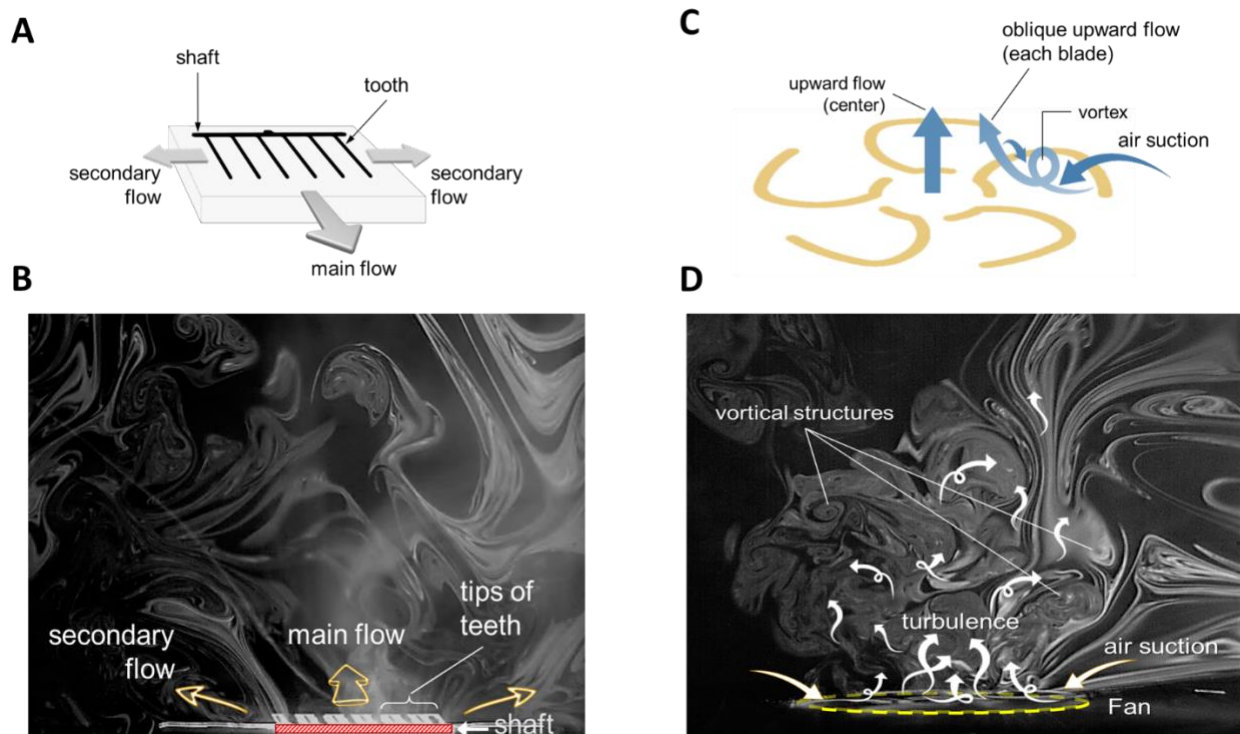 A
shaft
tooth
secondary
flow
secondary
flow
main flow
B
tips of
teeth
main flow
secondary
flow
shaft
C
oblique upward flow
(each blade)
upward flow
(center)
vortex
air suction
D
vortical structures
turbulence
air suction
Fan